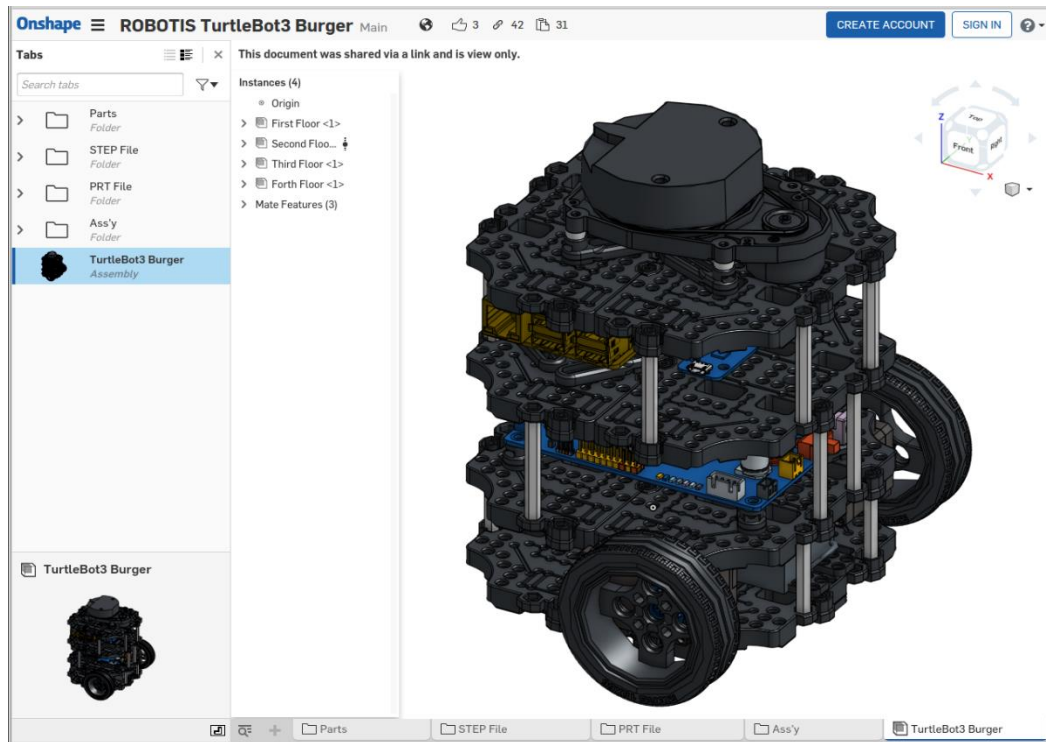 Onshape ROBOTIS TurtleBot3 Burger Main 3 42 31 CREATE ACCOUNT SIGN IN ?
Tabs
This document was shared via a link and is view only.
Search tabs
Instances (4)
Origin
Parts
Folder
First Floor <1>
Second Floo...
STEP File
Folder
Third Floor <1>
Forth Floor <1>
PRT File
Folder
Mate Features (3)
Ass'y
Folder
TurtleBot3 Burger
Assembly
Z
Top
Front
Right
X
TurtleBot3 Burger
Parts STEP File PRT File Ass'y TurtleBot3 Burger